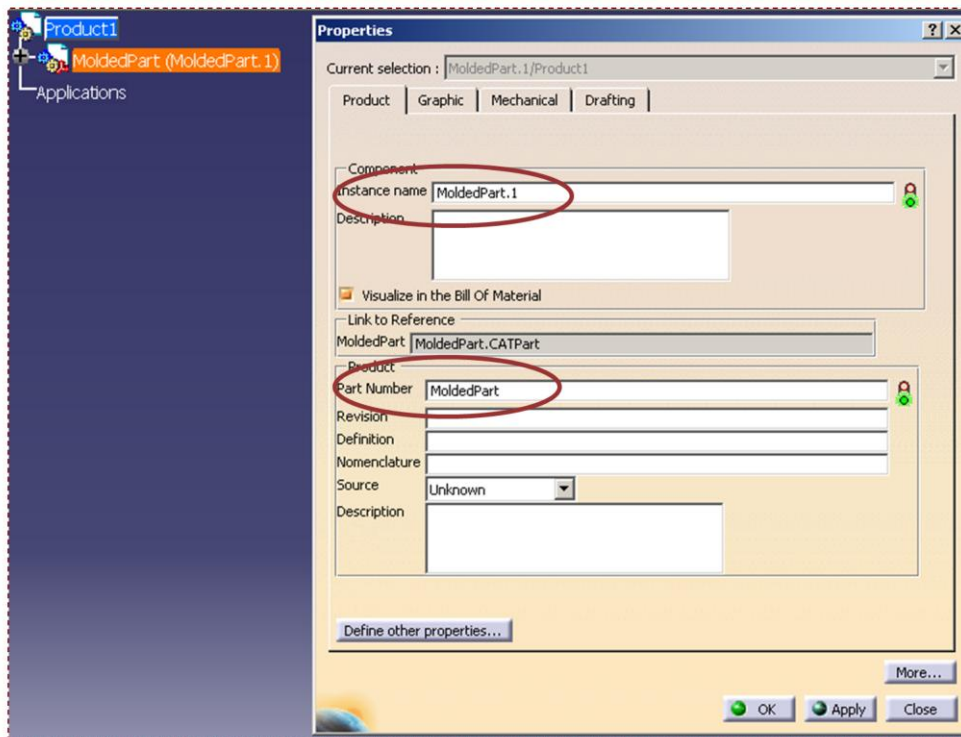 Product1
MoldedPart (MoldedPart.1)
Applications
Properties
Current selection : MoldedPart.1/Product1
Product Graphic Mechanical Drafting
Component
Instance name MoldedPart.1
Description
Visualize in the Bill Of Material
Link to Reference
MoldedPart MoldedPart.CATPart
Product
Part Number MoldedPart
Revision
Definition
Nomenclature
Source Unknown
Description
Define other properties...
More...
OK Apply Close